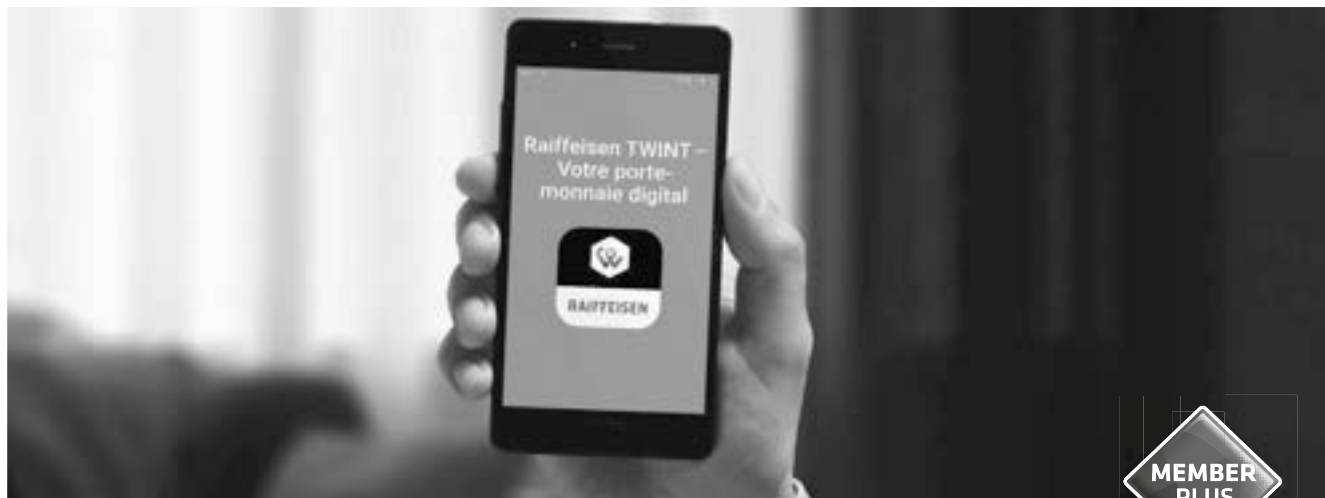 Raiffeisen TWINT –
Votre porte-
monnaie digital
RAIFFEISEN
MEMBER
PLUS